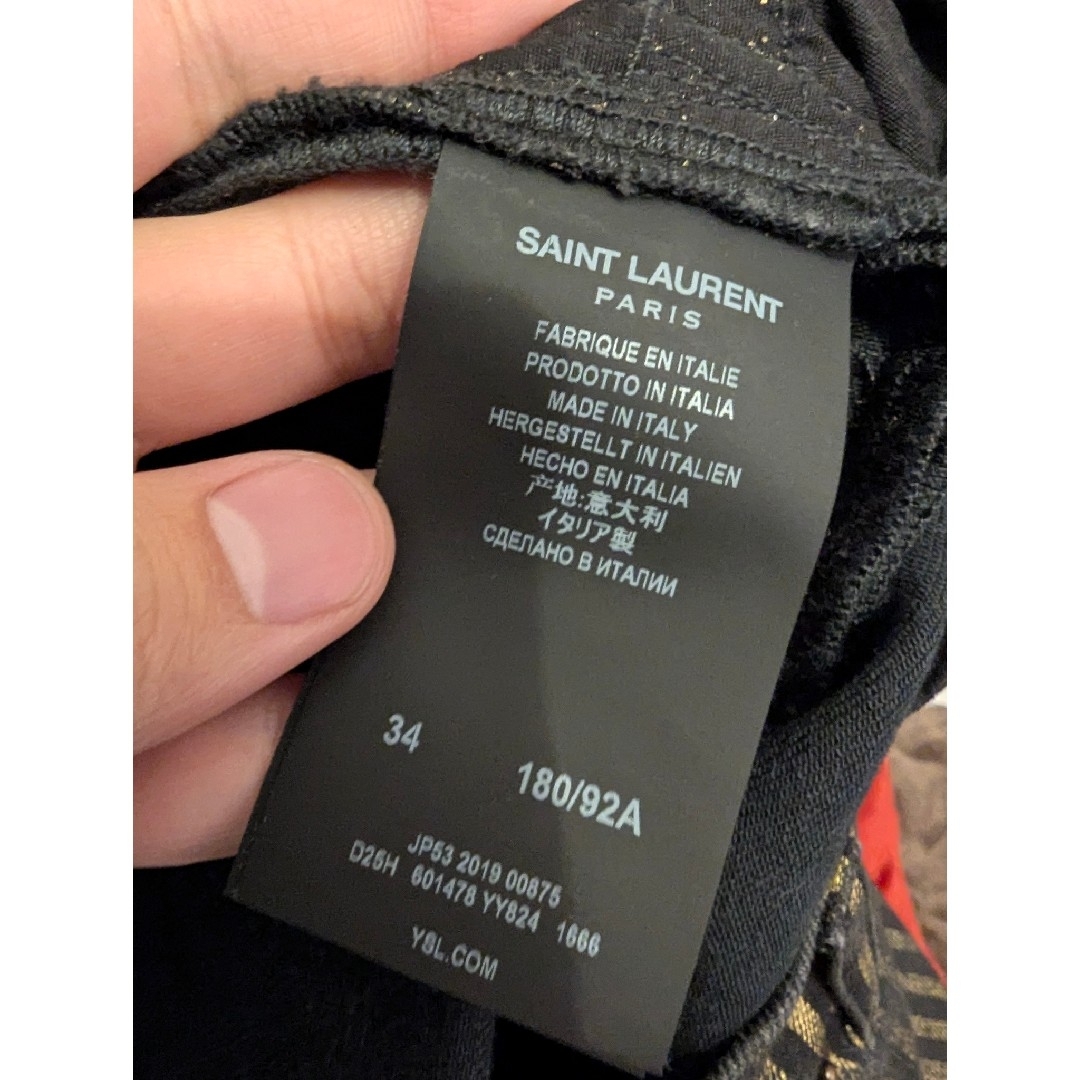 SAINT LAURENT
PARIS
FABRIQUE EN ITALIE
PRODOTTO IN ITALIA
MADE IN ITALY
HERGESTELLT IN ITALIEN
HECHO EN ITALIA
产地:意大利
イタリア製
СДЕЛАНО В ИТАЛИИ
34
180/92A
JP53 2019 00875
D25H 601478 YY824 1666
YSL.COM